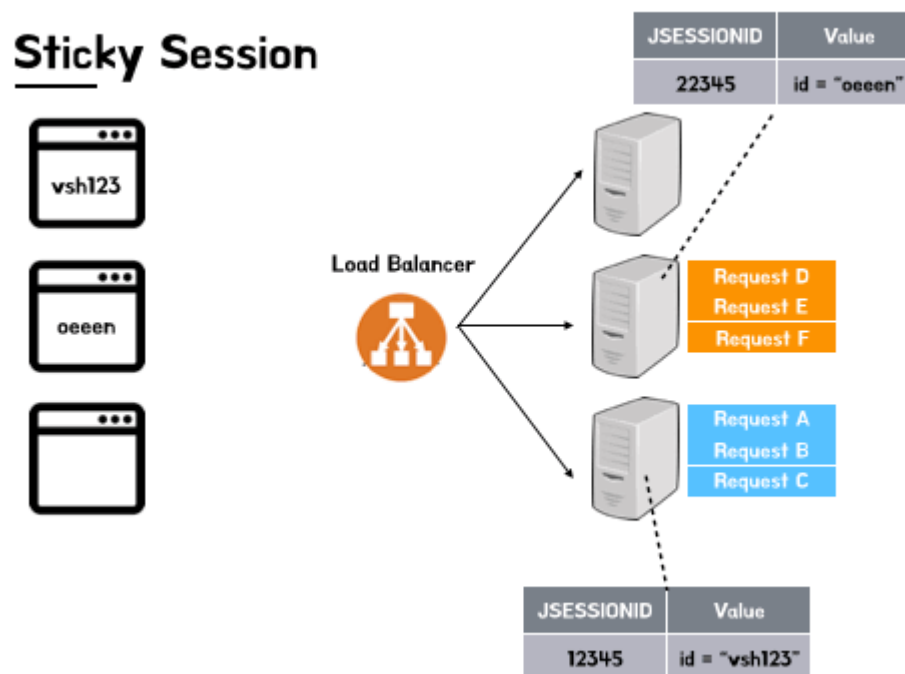 Sticky Session
JSESSIONID Value
22345 id = "oeeen"
vsh123
Load Balancer
oeeen
Request D
Request E
Request F
Request A
Request B
Request C
JSESSIONID Value
12345 id = "vsh123"